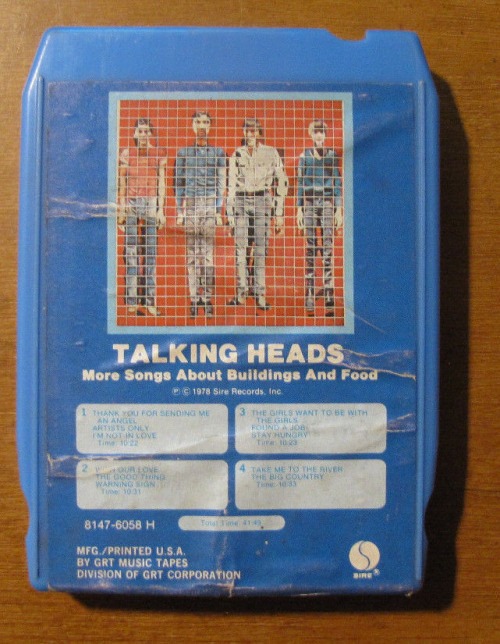 TALKING HEADS
More Songs About Buildings And Food
Ⓟ © 1978 Sire Records, Inc.
1 THANK YOU FOR SENDING ME
AN ANGEL
ARTISTS ONLY
I'M NOT IN LOVE
Time: 10:22
2 WITH OUR LOVE
THE GOOD THING
WARNING SIGN
Time: 10:31
3 THE GIRLS WANT TO BE WITH
THE GIRLS
FOUND A JOB
STAY HUNGRY
Time: 10:23
4 TAKE ME TO THE RIVER
THE BIG COUNTRY
Time: 10:33
8147-6058 H
Total Time: 41:49
MFG./PRINTED U.S.A.
BY GRT MUSIC TAPES
DIVISION OF GRT CORPORATION
SIRE